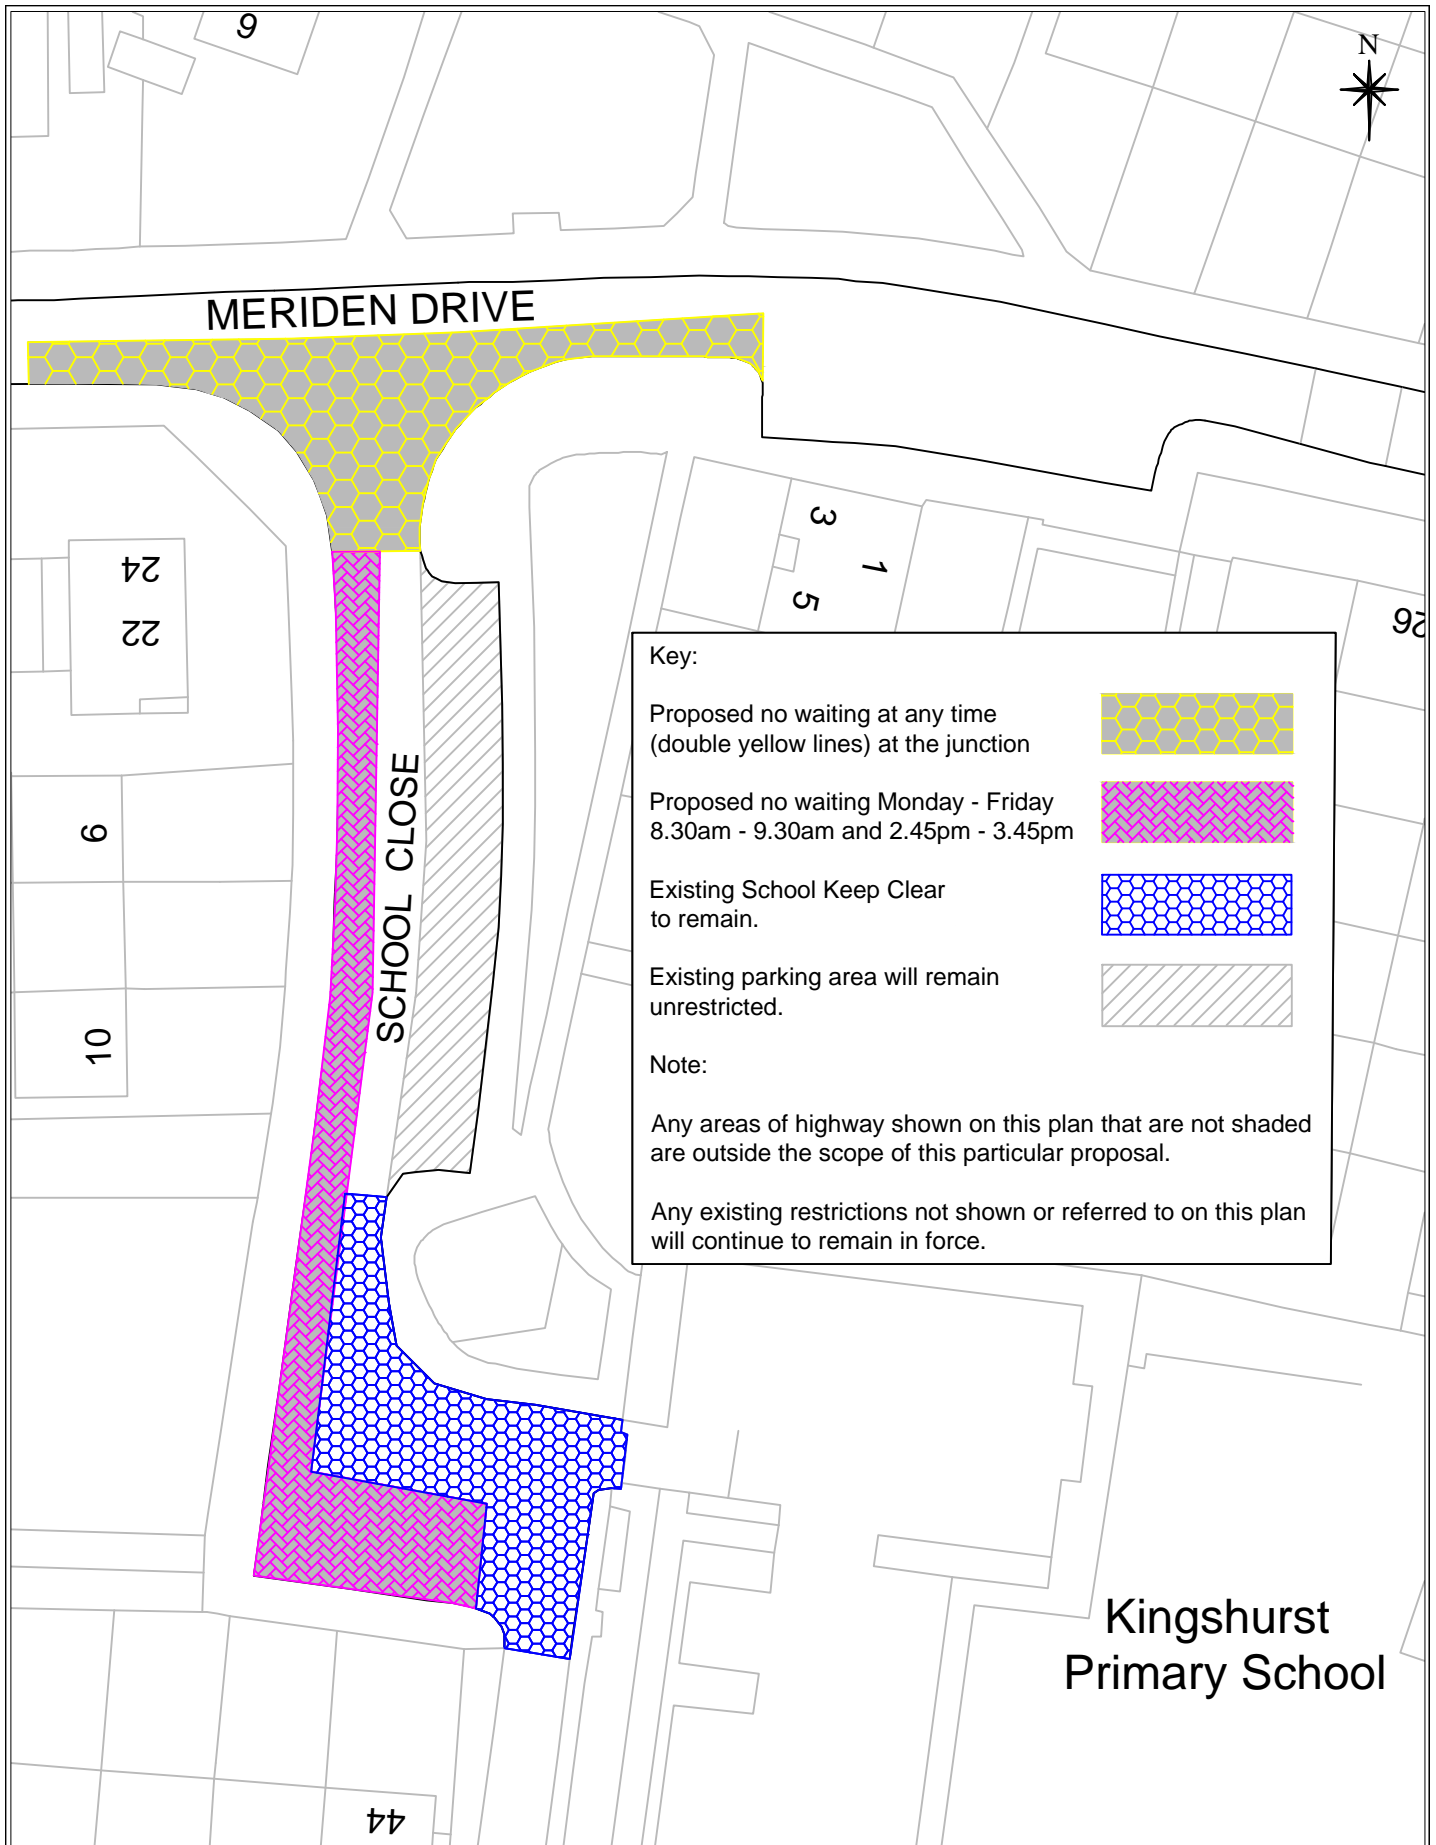 9
N
MERIDEN DRIVE
24
22
3
1
5
26
6
10
SCHOOL CLOSE
Key:
Proposed no waiting at any time
(double yellow lines) at the junction
Proposed no waiting Monday - Friday
8.30am - 9.30am and 2.45pm - 3.45pm
Existing School Keep Clear
to remain.
Existing parking area will remain
unrestricted.
Note:
Any areas of highway shown on this plan that are not shaded
are outside the scope of this particular proposal.
Any existing restrictions not shown or referred to on this plan
will continue to remain in force.
Kingshurst
Primary School
44